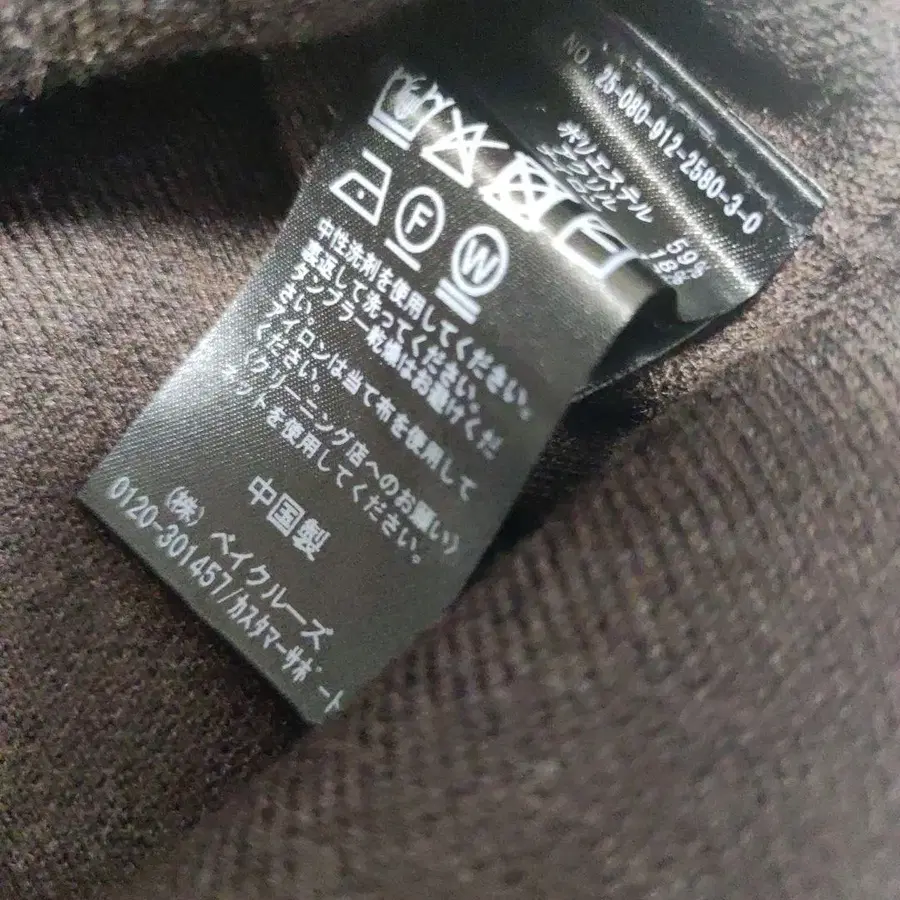 NO. 25-080-912-2580-3-0
ポリエステル 59%
アクリル 18%
F
W
中性洗剤を使用してください。
裏返して洗ってください。
タンブラー乾燥はお避けくだ
さい。
アイロンは当て布を使用して
ください。
(クリーニング店へのお願い)
ネットを使用してください。
中国製
(株) ベイクルーズ
0120-301457/カスタマーサポート